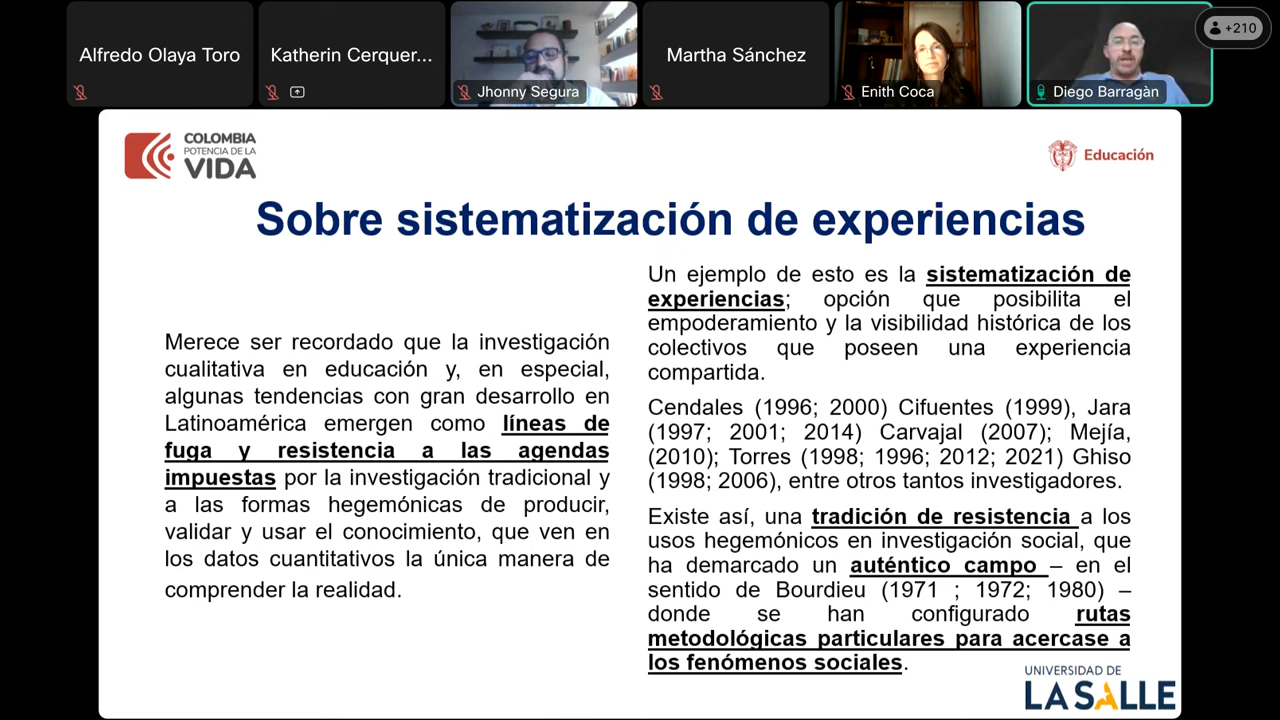 Alfredo Olaya Toro
Katherin Cerquer...
Jhonny Segura
Martha Sánchez
Enith Coca
Diego Barragàn
+210
COLOMBIA
POTENCIA DE LA
VIDA
Educación
Sobre sistematización de experiencias
Merece ser recordado que la investigación
cualitativa en educación y, en especial,
algunas tendencias con gran desarrollo en
Latinoamérica emergen como líneas de
fuga y resistencia a las agendas
impuestas por la investigación tradicional y
a las formas hegemónicas de producir,
validar y usar el conocimiento, que ven en
los datos cuantitativos la única manera de
comprender la realidad.
Un ejemplo de esto es la sistematización de
experiencias; opción que posibilita el
empoderamiento y la visibilidad histórica de los
colectivos que poseen una experiencia
compartida.
Cendales (1996; 2000) Cifuentes (1999), Jara
(1997; 2001; 2014) Carvajal (2007); Mejía,
(2010); Torres (1998; 1996; 2012; 2021) Ghiso
(1998; 2006), entre otros tantos investigadores.
Existe así, una tradición de resistencia a los
usos hegemónicos en investigación social, que
ha demarcado un auténtico campo – en el
sentido de Bourdieu (1971 ; 1972; 1980) –
donde se han configurado rutas
metodológicas particulares para acercase a
los fenómenos sociales.
UNIVERSIDAD DE
LA SALLE